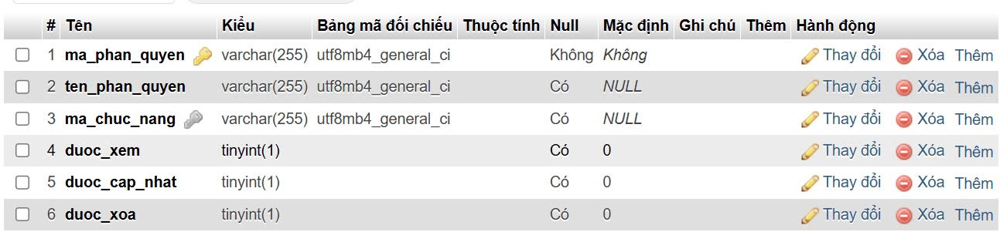 # Tên Kiểu Bảng mã đối chiếu Thuộc tính Null Mặc định Ghi chú Thêm Hành động
1 ma_phan_quyen varchar(255) utf8mb4_general_ci Không Không Thay đổi Xóa Thêm
2 ten_phan_quyen varchar(255) utf8mb4_general_ci Có NULL Thay đổi Xóa Thêm
3 ma_chuc_nang varchar(255) utf8mb4_general_ci Có NULL Thay đổi Xóa Thêm
4 duoc_xem tinyint(1) Có 0 Thay đổi Xóa Thêm
5 duoc_cap_nhat tinyint(1) Có 0 Thay đổi Xóa Thêm
6 duoc_xoa tinyint(1) Có 0 Thay đổi Xóa Thêm